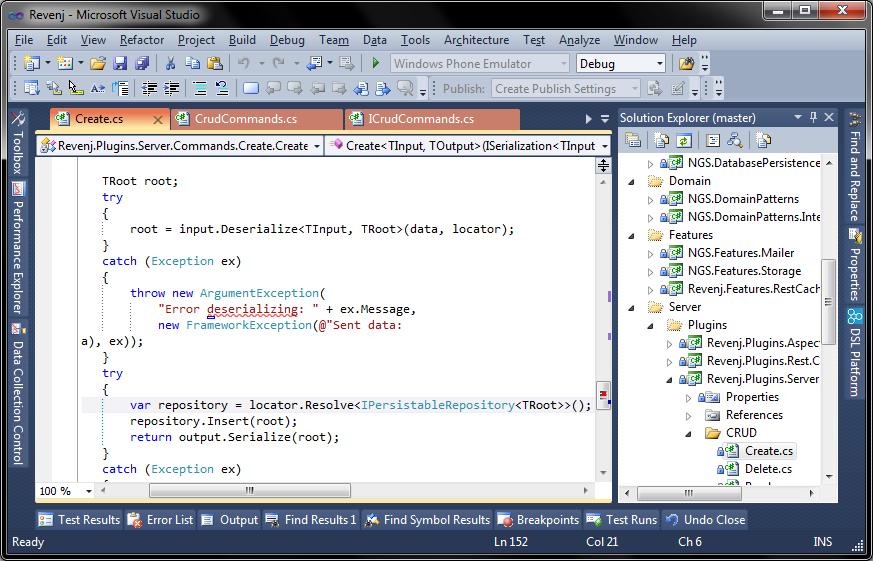 Revenj - Microsoft Visual Studio
File Edit View Refactor Project Build Debug Team Data Tools Architecture Test Analyze Window Help
Windows Phone Emulator Debug
Publish: Create Publish Settings
Create.cs CrudCommands.cs ICrudCommands.cs
Revenj.Plugins.Server.Commands.Create.Create Create<TInput, TOutput>(ISerialization<TInput
TRoot root;
try
{
root = input.Deserialize<TInput, TRoot>(data, locator);
}
catch (Exception ex)
{
throw new ArgumentException(
"Error deserializing: " + ex.Message,
new FrameworkException(@"Sent data:
a), ex));
}
try
{
var repository = locator.Resolve<IPersistableRepository<TRoot>>();
repository.Insert(root);
return output.Serialize(root);
}
catch (Exception ex)
100 %
Toolbox
Performance Explorer
Data Collection Control
Solution Explorer (master)
NGS.DatabasePersistence
Domain
NGS.DomainPatterns
NGS.DomainPatterns.Inte
Features
NGS.Features.Mailer
NGS.Features.Storage
Revenj.Features.RestCach
Server
Plugins
Revenj.Plugins.Aspec
Revenj.Plugins.Rest.C
Revenj.Plugins.Server
Properties
References
CRUD
Create.cs
Delete.cs
Find and Replace
Properties
DSL Platform
Test Results Error List Output Find Results 1 Find Symbol Results Breakpoints Test Runs Undo Close
Ready Ln 152 Col 21 Ch 6 INS